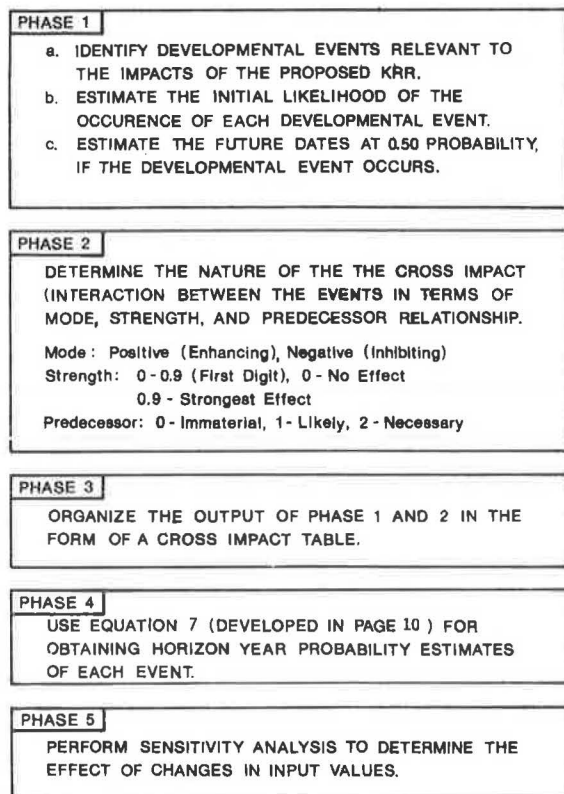 PHASE 1
a. IDENTIFY DEVELOPMENTAL EVENTS RELEVANT TO
THE IMPACTS OF THE PROPOSED KRR.
b. ESTIMATE THE INITIAL LIKELIHOOD OF THE
OCCURENCE OF EACH DEVELOPMENTAL EVENT.
c. ESTIMATE THE FUTURE DATES AT 0.50 PROBABILITY,
IF THE DEVELOPMENTAL EVENT OCCURS.
PHASE 2
DETERMINE THE NATURE OF THE THE CROSS IMPACT
(INTERACTION BETWEEN THE EVENTS IN TERMS OF
MODE, STRENGTH, AND PREDECESSOR RELATIONSHIP.
Mode: Positive (Enhancing), Negative (Inhibiting)
Strength: 0-0.9 (First Digit), 0 - No Effect
0.9 - Strongest Effect
Predecessor: 0 - Immaterial, 1 - Likely, 2 - Necessary
PHASE 3
ORGANIZE THE OUTPUT OF PHASE 1 AND 2 IN THE
FORM OF A CROSS IMPACT TABLE.
PHASE 4
USE EQUATION 7 (DEVELOPED IN PAGE 10 ) FOR
OBTAINING HORIZON YEAR PROBABILITY ESTIMATES
OF EACH EVENT.
PHASE 5
PERFORM SENSITIVITY ANALYSIS TO DETERMINE THE
EFFECT OF CHANGES IN INPUT VALUES.